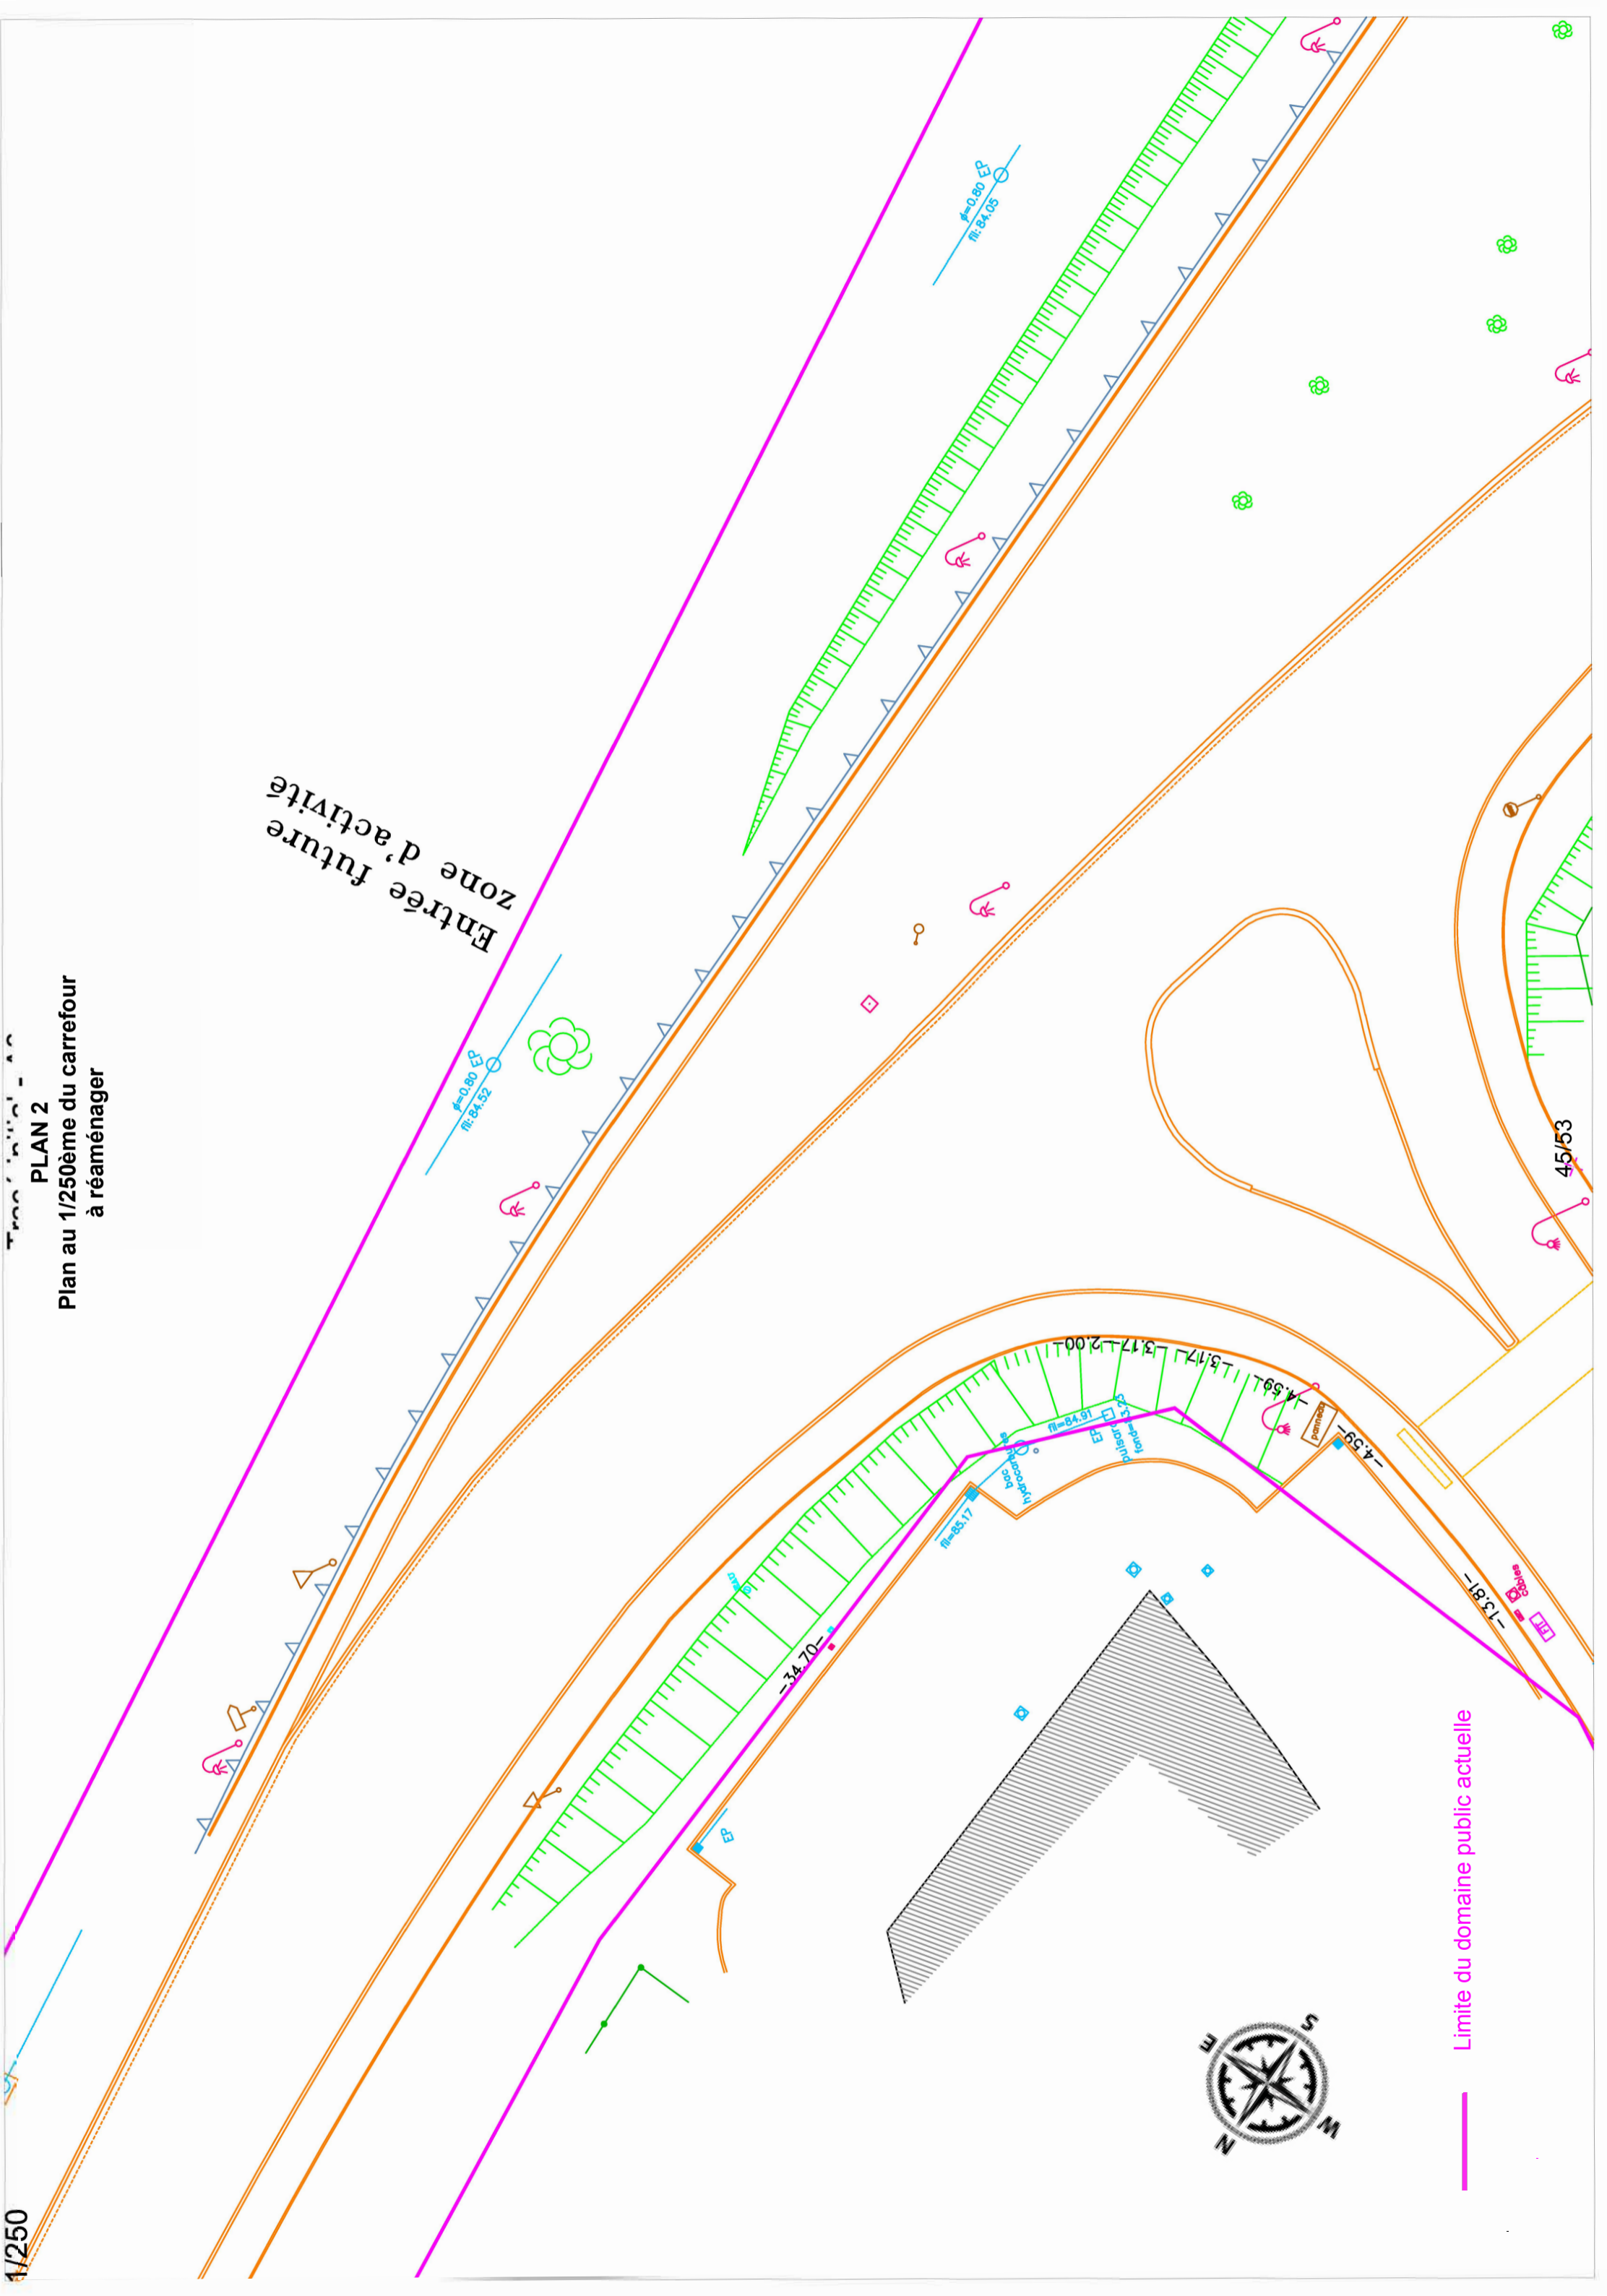 PLAN 2
Plan au 1/250ème du carrefour
à réaménager
1/250
Entrée future
zone d'activité
ø=0.80 EP
fil: 84.05
ø=0.80 EP
fil: 84.52
45/53
-2.00-
-3.17-
-3.17-
-4.59-
-4.59-
-13.81-
-34.70-
panneau
fil=84.91
EP
puisard
fond=83.23
bac
hydrocarbures
fil=85.17
EP
cables
Limite du domaine public actuelle
N
E
S
W